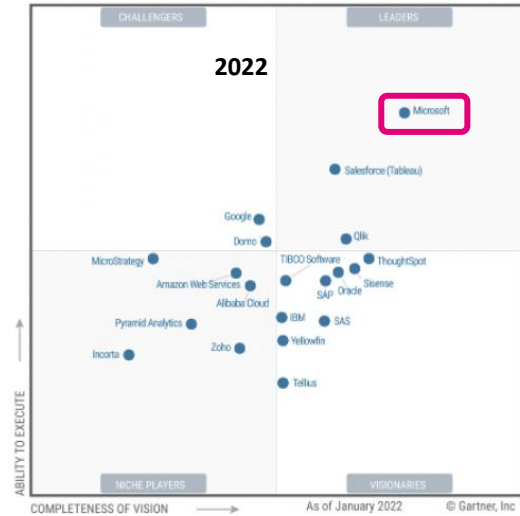 CHALLENGERS
LEADERS
2022
Microsoft
Salesforce (Tableau)
Google
Domo
Qlik
MicroStrategy
TIBCO Software
ThoughtSpot
Amazon Web Services
Sisense
Oracle
SAP
Alibaba Cloud
IBM
SAS
Pyramid Analytics
Yellowfin
Zoho
Incorta
Tellius
ABILITY TO EXECUTE
NICHE PLAYERS
VISIONARIES
COMPLETENESS OF VISION
As of January 2022
© Gartner, Inc